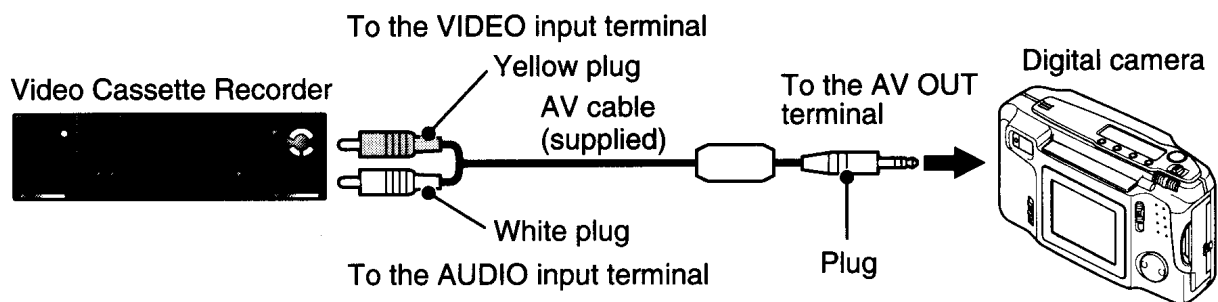 To the VIDEO input terminal
Yellow plug
Digital camera
Video Cassette Recorder
AV cable
(supplied)
To the AV OUT
terminal
White plug
Plug
To the AUDIO input terminal